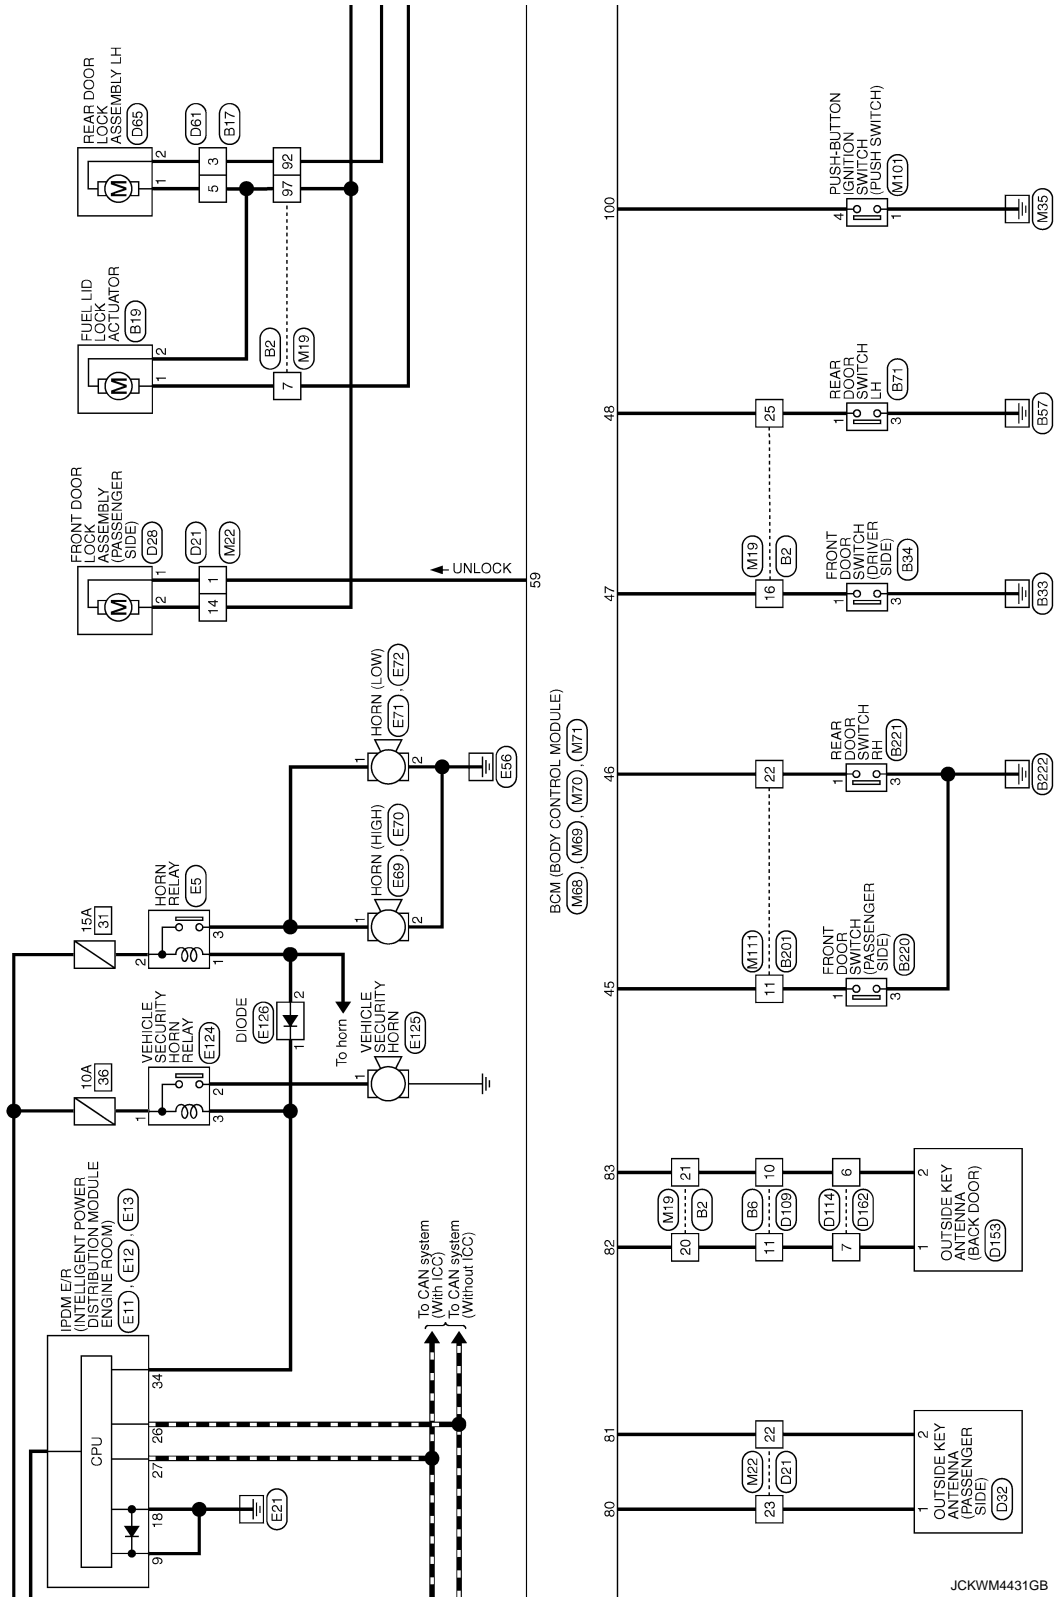 IPDM E/R
(INTELLIGENT POWER
DISTRIBUTION MODULE
ENGINE ROOM)
E11 , E12 , E13
CPU
9
18
27
26
34
E21
To CAN system
(With ICC)
To CAN system
(Without ICC)
10A
36
VEHICLE
SECURITY
HORN
RELAY
E124
1
3
2
15A
31
HORN
RELAY
E5
2
1
3
DIODE
E126
1
2
To horn
VEHICLE
SECURITY
HORN
E125
1
HORN (HIGH)
E69 , E70
1
2
HORN (LOW)
E71 , E72
1
2
E56
FRONT DOOR
LOCK
ASSEMBLY
(PASSENGER
SIDE)
D28
2
1
14
1
D21
M22
UNLOCK
59
FUEL LID
LOCK
ACTUATOR
B19
1
2
7
B2
M19
REAR DOOR
LOCK
ASSEMBLY LH
D65
1
2
5
3
D61
B17
97
92
BCM (BODY CONTROL MODULE)
M68 , M69 , M70 , M71
80
81
23
22
M22
D21
1
2
OUTSIDE KEY
ANTENNA
(PASSENGER
SIDE)
D32
82
83
20
21
M19
B2
11
10
B6
D109
7
6
D114
D162
1
2
OUTSIDE KEY
ANTENNA
(BACK DOOR)
D153
45
11
M111
B201
1
3
FRONT
DOOR
SWITCH
(PASSENGER
SIDE)
B220
46
22
1
3
REAR
DOOR
SWITCH
RH
B221
B222
47
16
M19
B2
1
3
FRONT
DOOR
SWITCH
(DRIVER
SIDE)
B34
B33
48
25
1
3
REAR
DOOR
SWITCH
LH
B71
B57
100
4
1
PUSH-BUTTON
IGNITION
SWITCH
(PUSH SWITCH)
M101
M35
M
M
M
JCKWM4431GB